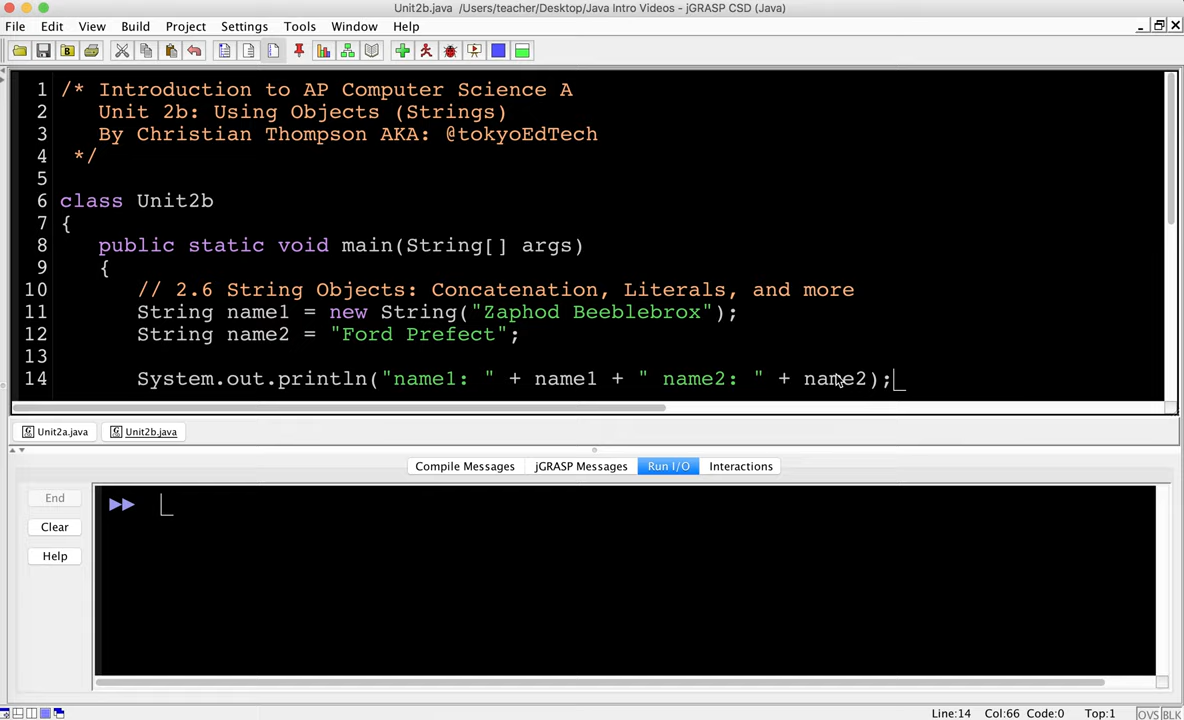 Unit2b.java /Users/teacher/Desktop/Java Intro Videos - jGRASP CSD (Java)
File Edit View Build Project Settings Tools Window Help
1 /* Introduction to AP Computer Science A
2 Unit 2b: Using Objects (Strings)
3 By Christian Thompson AKA: @tokyoEdTech
4 */
5
6 class Unit2b
7 {
8 public static void main(String[] args)
9 {
10 // 2.6 String Objects: Concatenation, Literals, and more
11 String name1 = new String("Zaphod Beeblebrox");
12 String name2 = "Ford Prefect";
13
14 System.out.println("name1: " + name1 + " name2: " + name2);
Unit2a.java Unit2b.java
Compile Messages jGRASP Messages Run I/O Interactions
End
Clear
Help
Line:14 Col:66 Code:0 Top:1 OVS BLK